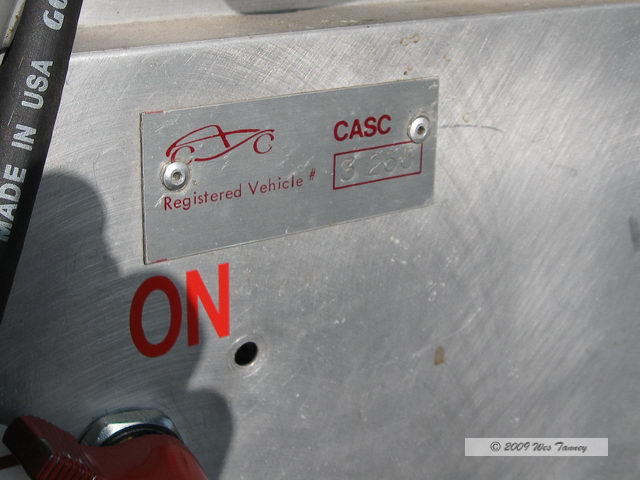 MADE IN USA
CASC
Registered Vehicle #
ON
© 2009 Wes Tanney